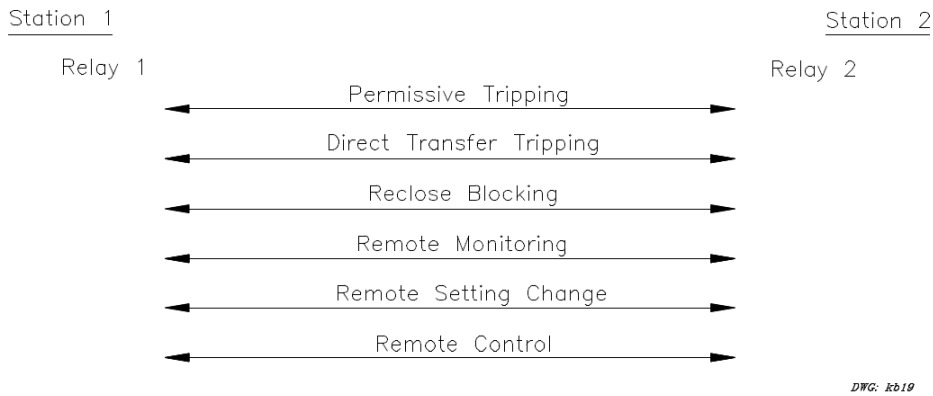 Station 1
Station 2
Relay 1
Relay 2
Permissive Tripping
Direct Transfer Tripping
Reclose Blocking
Remote Monitoring
Remote Setting Change
Remote Control
DWG: kb19